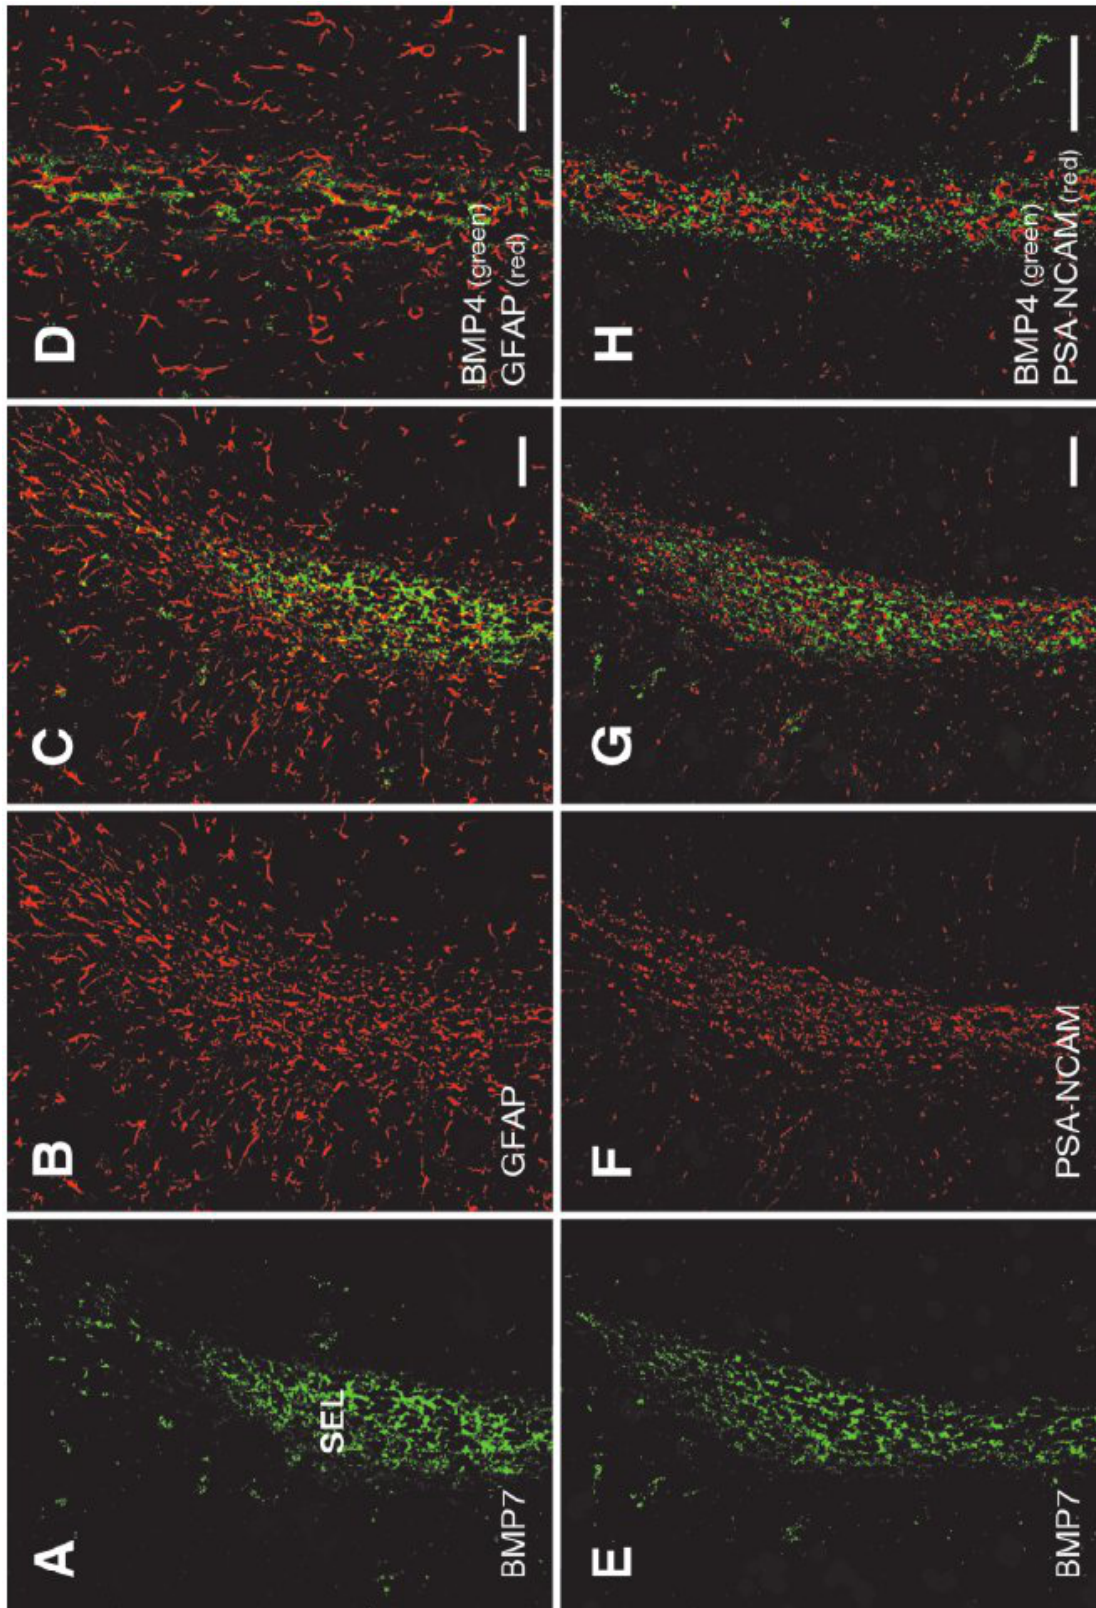 A
SEL
BMP7
B
GFAP
C
D
BMP4 (green)
GFAP (red)
E
BMP7
F
PSA-NCAM
G
H
BMP4 (green)
PSA-NCAM (red)